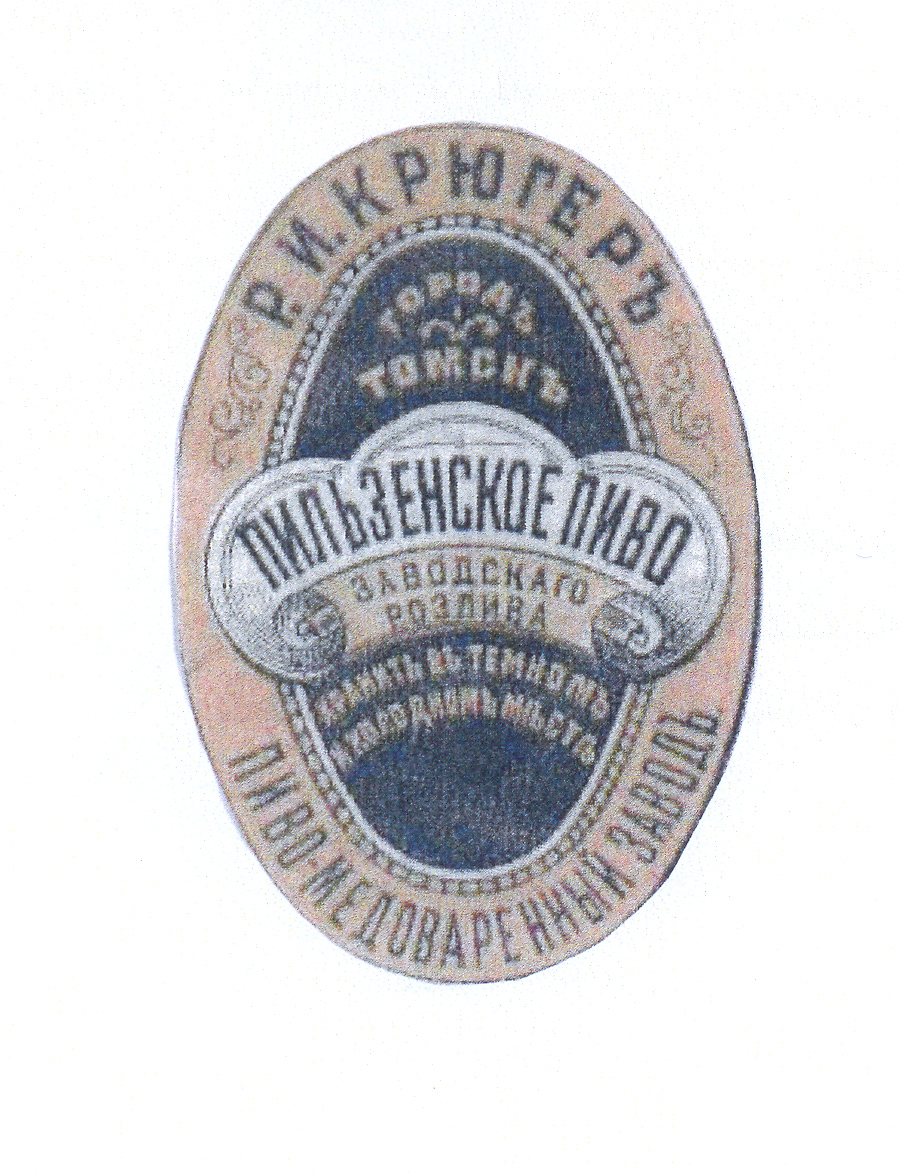 Р. И. КРЮГЕРЪ
ГОРОДЪ
ТОМСКЪ
ПИЛЬЗЕНСКОЕ ПИВО
ЗАВОДСКАГО
РОЗЛИВА
ХРАНИТЬ ВЪ ТЕМНОМЪ
ХОЛОДНОМЪ МѢСТѢ
ПИВО-МЕДОВАРЕННЫЙ ЗАВОДЪ